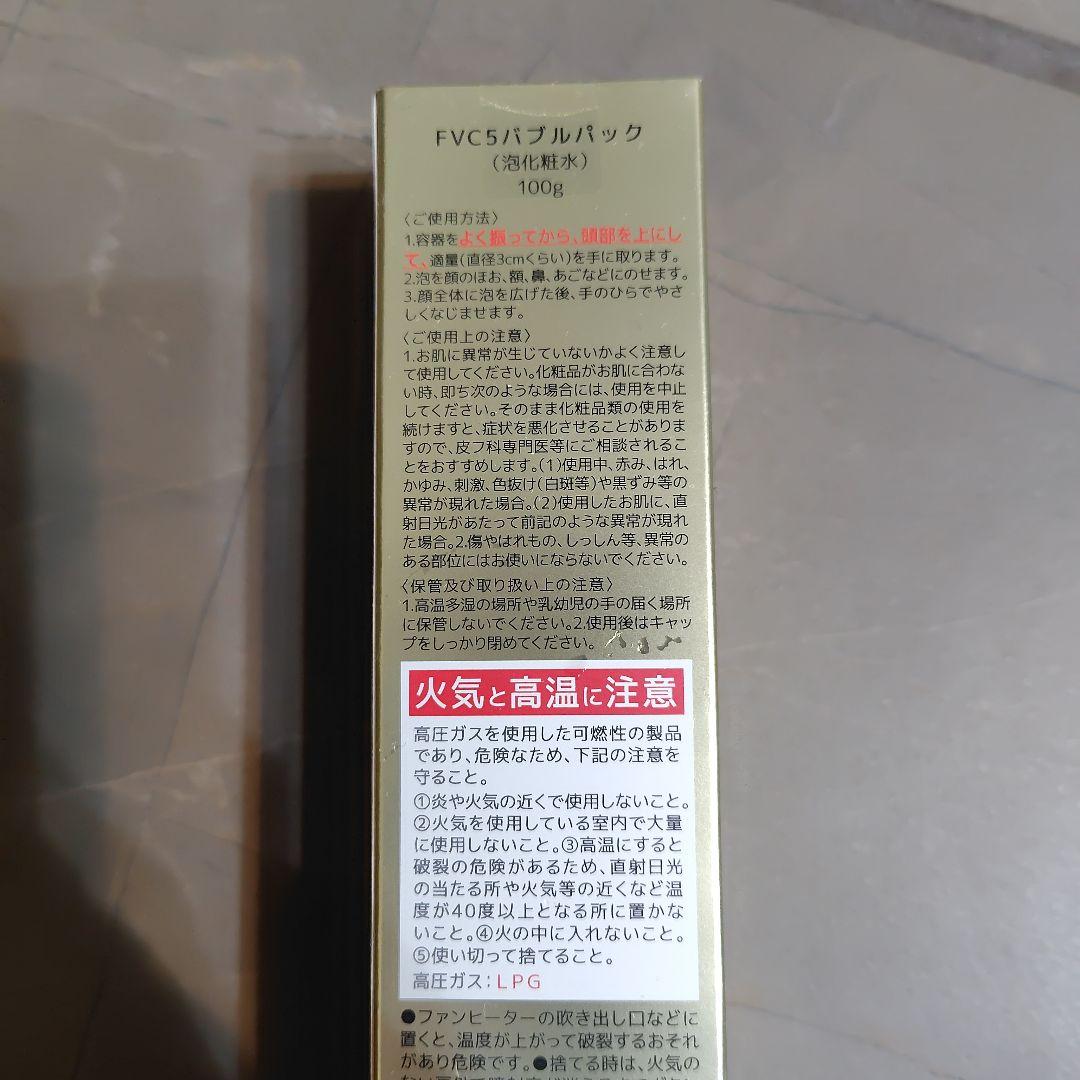 FVC5バブルパック
（泡化粧水）
100g
〈ご使用方法〉
1.容器をよく振ってから、頭部を上にし
て、適量（直径3cmくらい）を手に取ります。
2.泡を顔のほお、額、鼻、あごなどにのせます。
3.顔全体に泡を広げた後、手のひらでやさ
しくなじませます。
〈ご使用上の注意〉
1.お肌に異常が生じていないかよく注意し
て使用してください。化粧品がお肌に合わな
い時、即ち次のような場合には、使用を中止
してください。そのまま化粧品類の使用を
続けますと、症状を悪化させることがありま
すので、皮フ科専門医等にご相談されるこ
とをおすすめします。（1）使用中、赤み、はれ、
かゆみ、刺激、色抜け（白斑等）や黒ずみ等の
異常が現れた場合。（2）使用したお肌に、直
射日光があたって前記のような異常が現れ
た場合。2.傷やはれもの、しっしん等、異常の
ある部位にはお使いにならないでください。
〈保管及び取り扱い上の注意〉
1.高温多湿の場所や乳幼児の手の届く場所
に保管しないでください。2.使用後はキャッ
プをしっかり閉めてください。
火気と高温に注意
高圧ガスを使用した可燃性の製品
であり、危険なため、下記の注意を
守ること。
①炎や火気の近くで使用しないこと。
②火気を使用している室内で大量
に使用しないこと。③高温にすると
破裂の危険があるため、直射日光
の当たる所や火気等の近くなど温
度が40度以上となる所に置かな
いこと。④火の中に入れないこと。
⑤使い切って捨てること。
高圧ガス：LPG
●ファンヒーターの吹き出し口などに
置くと、温度が上がって破裂するおそれ
があり危険です。●捨てる時は、火気の